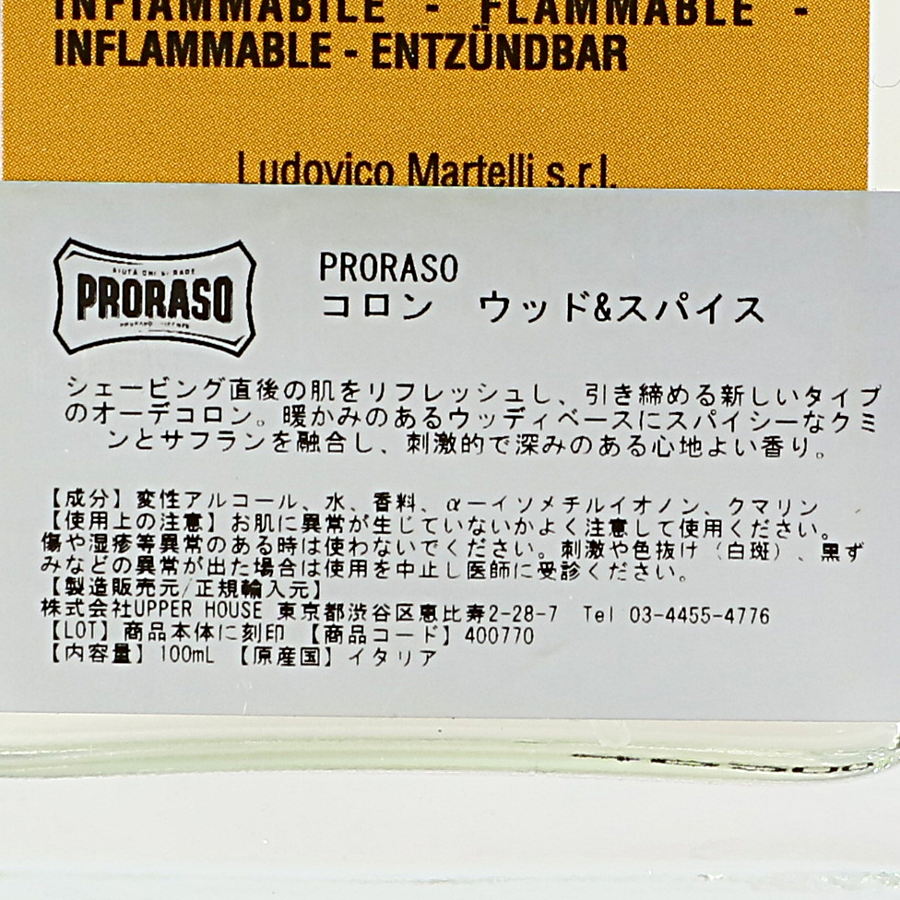 INFIAMMABILE - FLAMMABLE -
INFLAMMABLE - ENTZÜNDBAR
Ludovico Martelli s.r.l.
PRORASO
PRORASO
コロン　ウッド&スパイス
シェービング直後の肌をリフレッシュし、引き締める新しいタイプ
のオーデコロン。暖かみのあるウッディベースにスパイシーなクミ
ンとサフランを融合し、刺激的で深みのある心地よい香り。
【成分】変性アルコール、水、香料、α－イソメチルイオノン、クマリン
【使用上の注意】お肌に異常が生じていないかよく注意して使用ください。
傷や湿疹等異常のある時は使わないでください。刺激や色抜け（白斑）、黒ず
みなどの異常が出た場合は使用を中止し医師に受診ください。
【製造販売元/正規輸入元】
株式会社UPPER HOUSE 東京都渋谷区恵比寿2-28-7　Tel 03-4455-4776
【LOT】商品本体に刻印 【商品コード】400770
【内容量】100mL 【原産国】イタリア